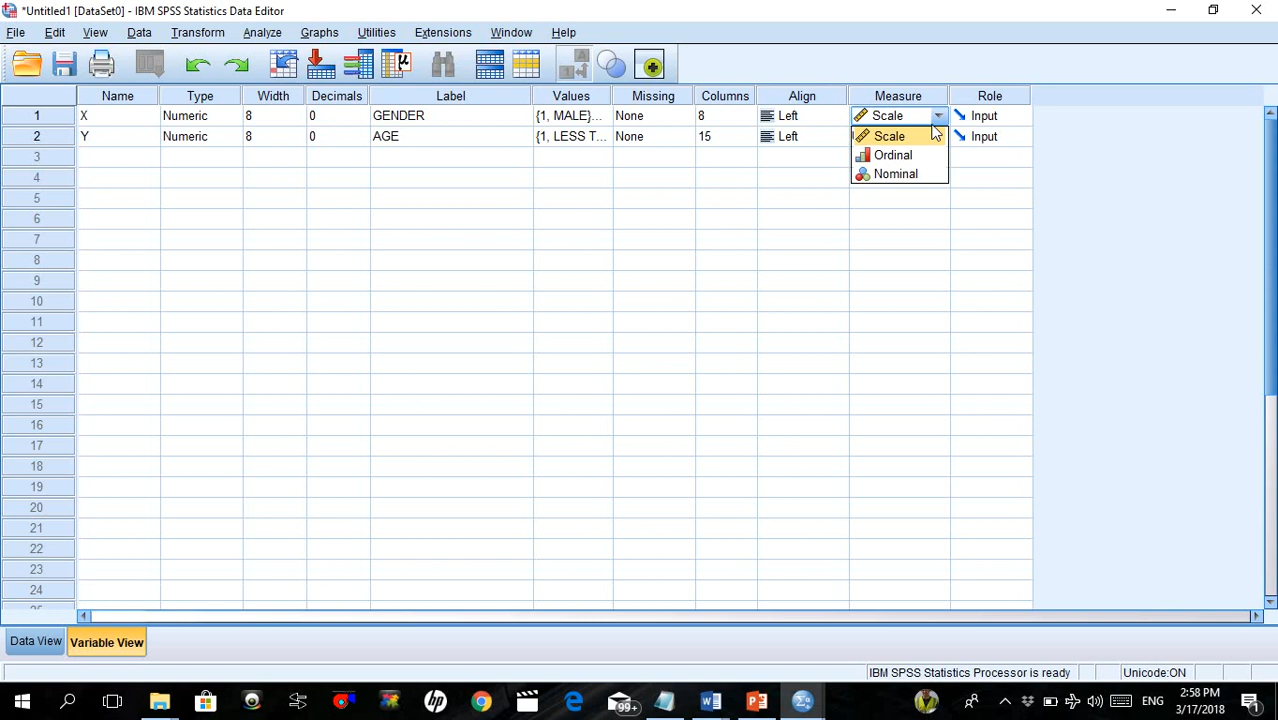 *Untitled1 [DataSet0] - IBM SPSS Statistics Data Editor
File Edit View Data Transform Analyze Graphs Utilities Extensions Window Help
Name Type Width Decimals Label Values Missing Columns Align Measure Role
1 X Numeric 8 0 GENDER {1, MALE}... None 8 Left Scale Input
2 Y Numeric 8 0 AGE {1, LESS T... None 15 Left Scale Input
3 Ordinal
4 Nominal
5
6
7
8
9
10
11
12
13
14
15
16
17
18
19
20
21
22
23
24
Data View Variable View
IBM SPSS Statistics Processor is ready Unicode:ON
99+ ENG 2:58 PM
3/17/2018 1